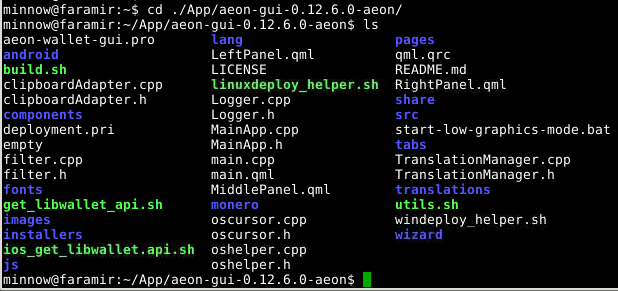 minnow@faramir:~$ cd ./App/aeon-gui-0.12.6.0-aeon/
minnow@faramir:~/App/aeon-gui-0.12.6.0-aeon$ ls
aeon-wallet-gui.pro lang pages
android LeftPanel.qml qml.qrc
build.sh LICENSE README.md
clipboardAdapter.cpp linuxdeploy_helper.sh RightPanel.qml
clipboardAdapter.h Logger.cpp share
components Logger.h src
deployment.pri MainApp.cpp start-low-graphics-mode.bat
empty MainApp.h tabs
filter.cpp main.cpp TranslationManager.cpp
filter.h main.qml TranslationManager.h
fonts MiddlePanel.qml translations
get_libwallet_api.sh monero utils.sh
images oscursor.cpp windeploy_helper.sh
installers oscursor.h wizard
ios_get_libwallet.api.sh oshelper.cpp
js oshelper.h
minnow@faramir:~/App/aeon-gui-0.12.6.0-aeon$